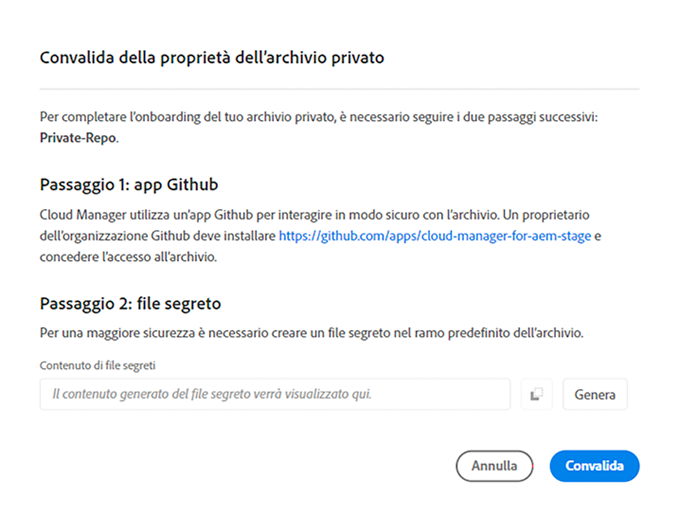 Convalida della proprietà dell'archivio privato
Per completare l'onboarding del tuo archivio privato, è necessario seguire i due passaggi successivi:
Private-Repo.
Passaggio 1: app Github
Cloud Manager utilizza un'app Github per interagire in modo sicuro con l'archivio. Un proprietario
dell'organizzazione Github deve installare https://github.com/apps/cloud-manager-for-aem-stage e
concedere l'accesso all'archivio.
Passaggio 2: file segreto
Per una maggiore sicurezza è necessario creare un file segreto nel ramo predefinito dell'archivio.
Contenuto di file segreti
Il contenuto generato del file segreto verrà visualizzato qui.
Genera
Annulla
Convalida